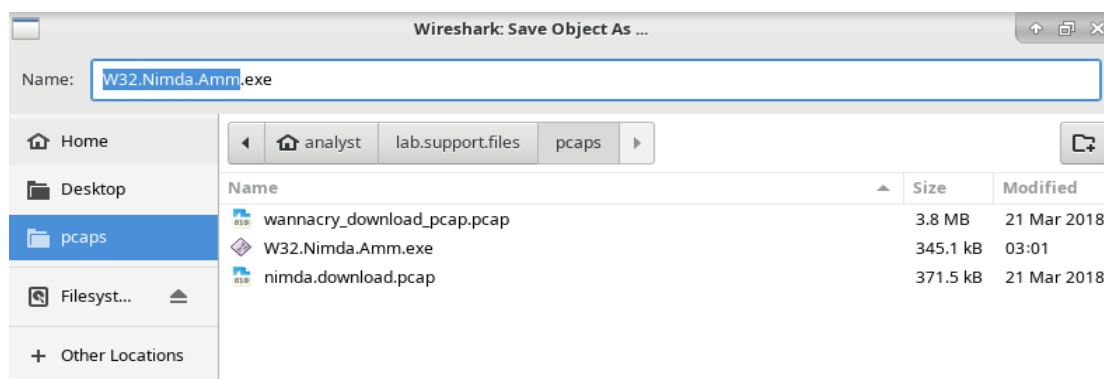 Wireshark: Save Object As ...
Name: W32.Nimda.Amm.exe
Home
analyst lab.support.files pcaps
Desktop
Name Size Modified
wannacry_download_pcap.pcap 3.8 MB 21 Mar 2018
pcaps
W32.Nimda.Amm.exe 345.1 kB 03:01
nimda.download.pcap 371.5 kB 21 Mar 2018
Filesyst...
+ Other Locations